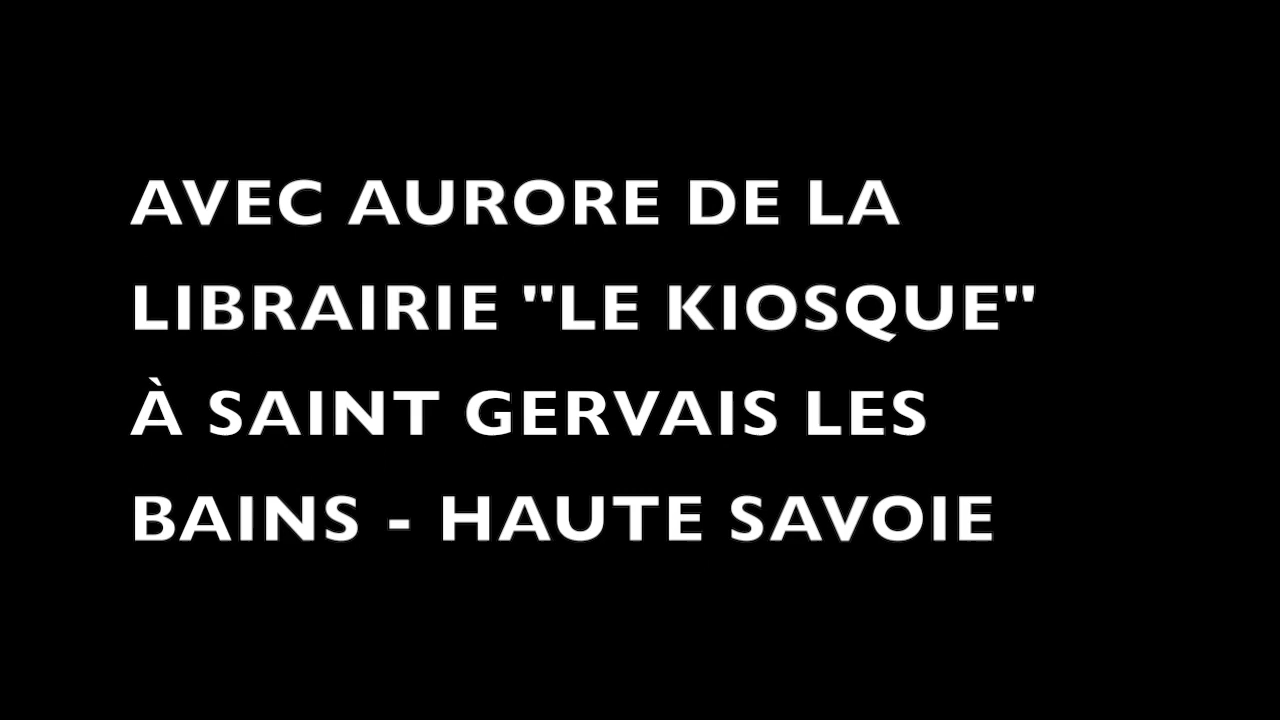 AVEC AURORE DE LA
LIBRAIRIE "LE KIOSQUE"
À SAINT GERVAIS LES
BAINS - HAUTE SAVOIE